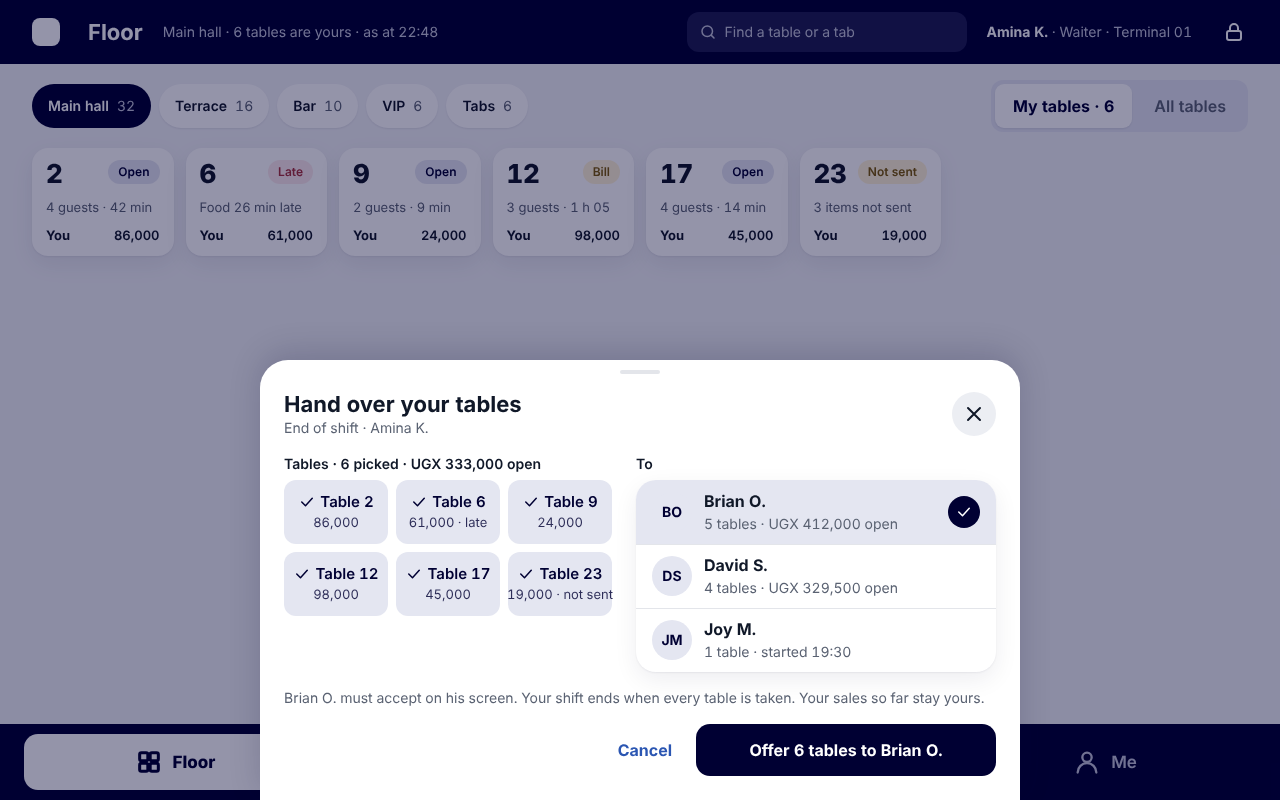 Floor Main hall · 6 tables are yours · as at 22:48 Find a table or a tab Amina K. · Waiter · Terminal 01
Main hall 32 Terrace 16 Bar 10 VIP 6 Tabs 6 My tables · 6 All tables
2 Open 6 Late 9 Open 12 Bill 17 Open 23 Not sent
4 guests · 42 min Food 26 min late 2 guests · 9 min 3 guests · 1 h 05 4 guests · 14 min 3 items not sent
You 86,000 You 61,000 You 24,000 You 98,000 You 45,000 You 19,000
Hand over your tables
End of shift · Amina K.
Tables · 6 picked · UGX 333,000 open
Table 2 Table 6 Table 9
86,000 61,000 · late 24,000
Table 12 Table 17 Table 23
98,000 45,000 19,000 · not sent
To
BO Brian O.
5 tables · UGX 412,000 open
DS David S.
4 tables · UGX 329,500 open
JM Joy M.
1 table · started 19:30
Brian O. must accept on his screen. Your shift ends when every table is taken. Your sales so far stay yours.
Cancel Offer 6 tables to Brian O.
Floor Me